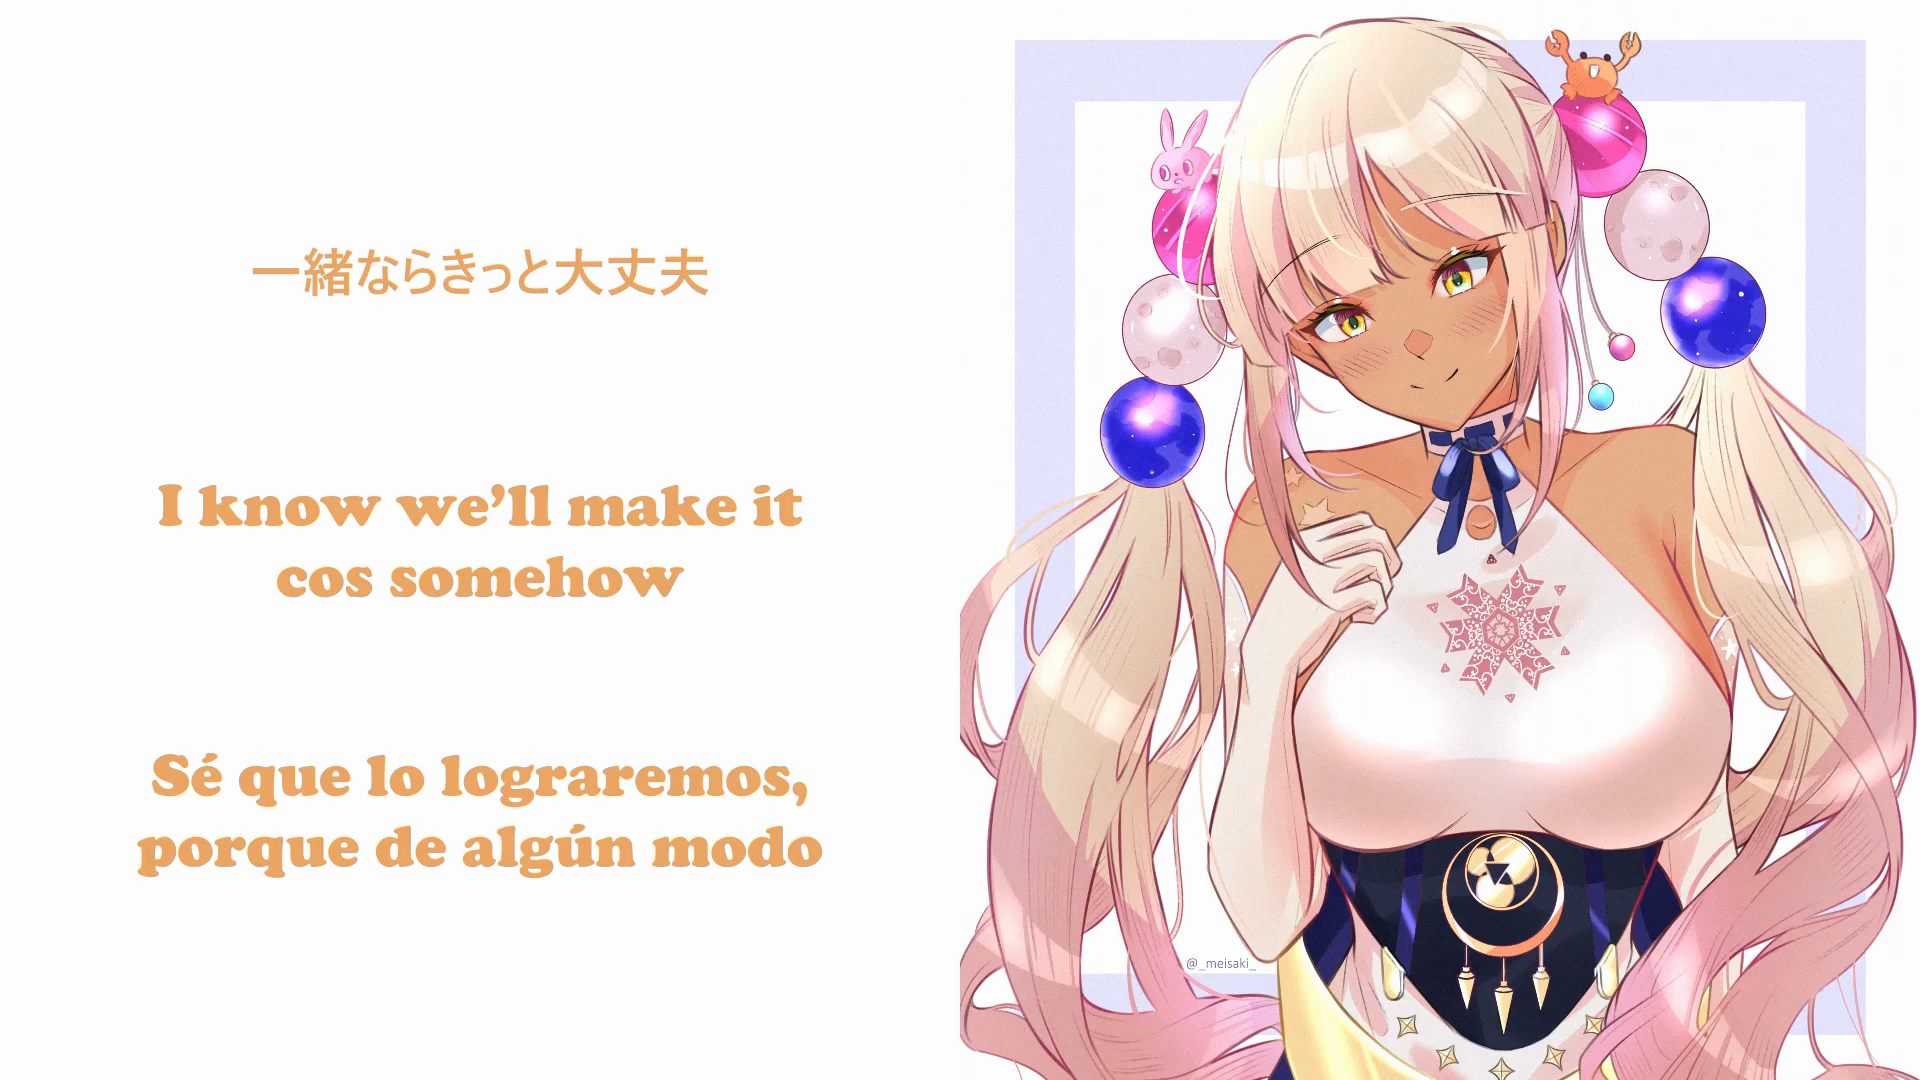 一緒ならきっと大丈夫
I know we’ll make it
cos somehow
Sé que lo lograremos,
porque de algún modo
@_meisaki_